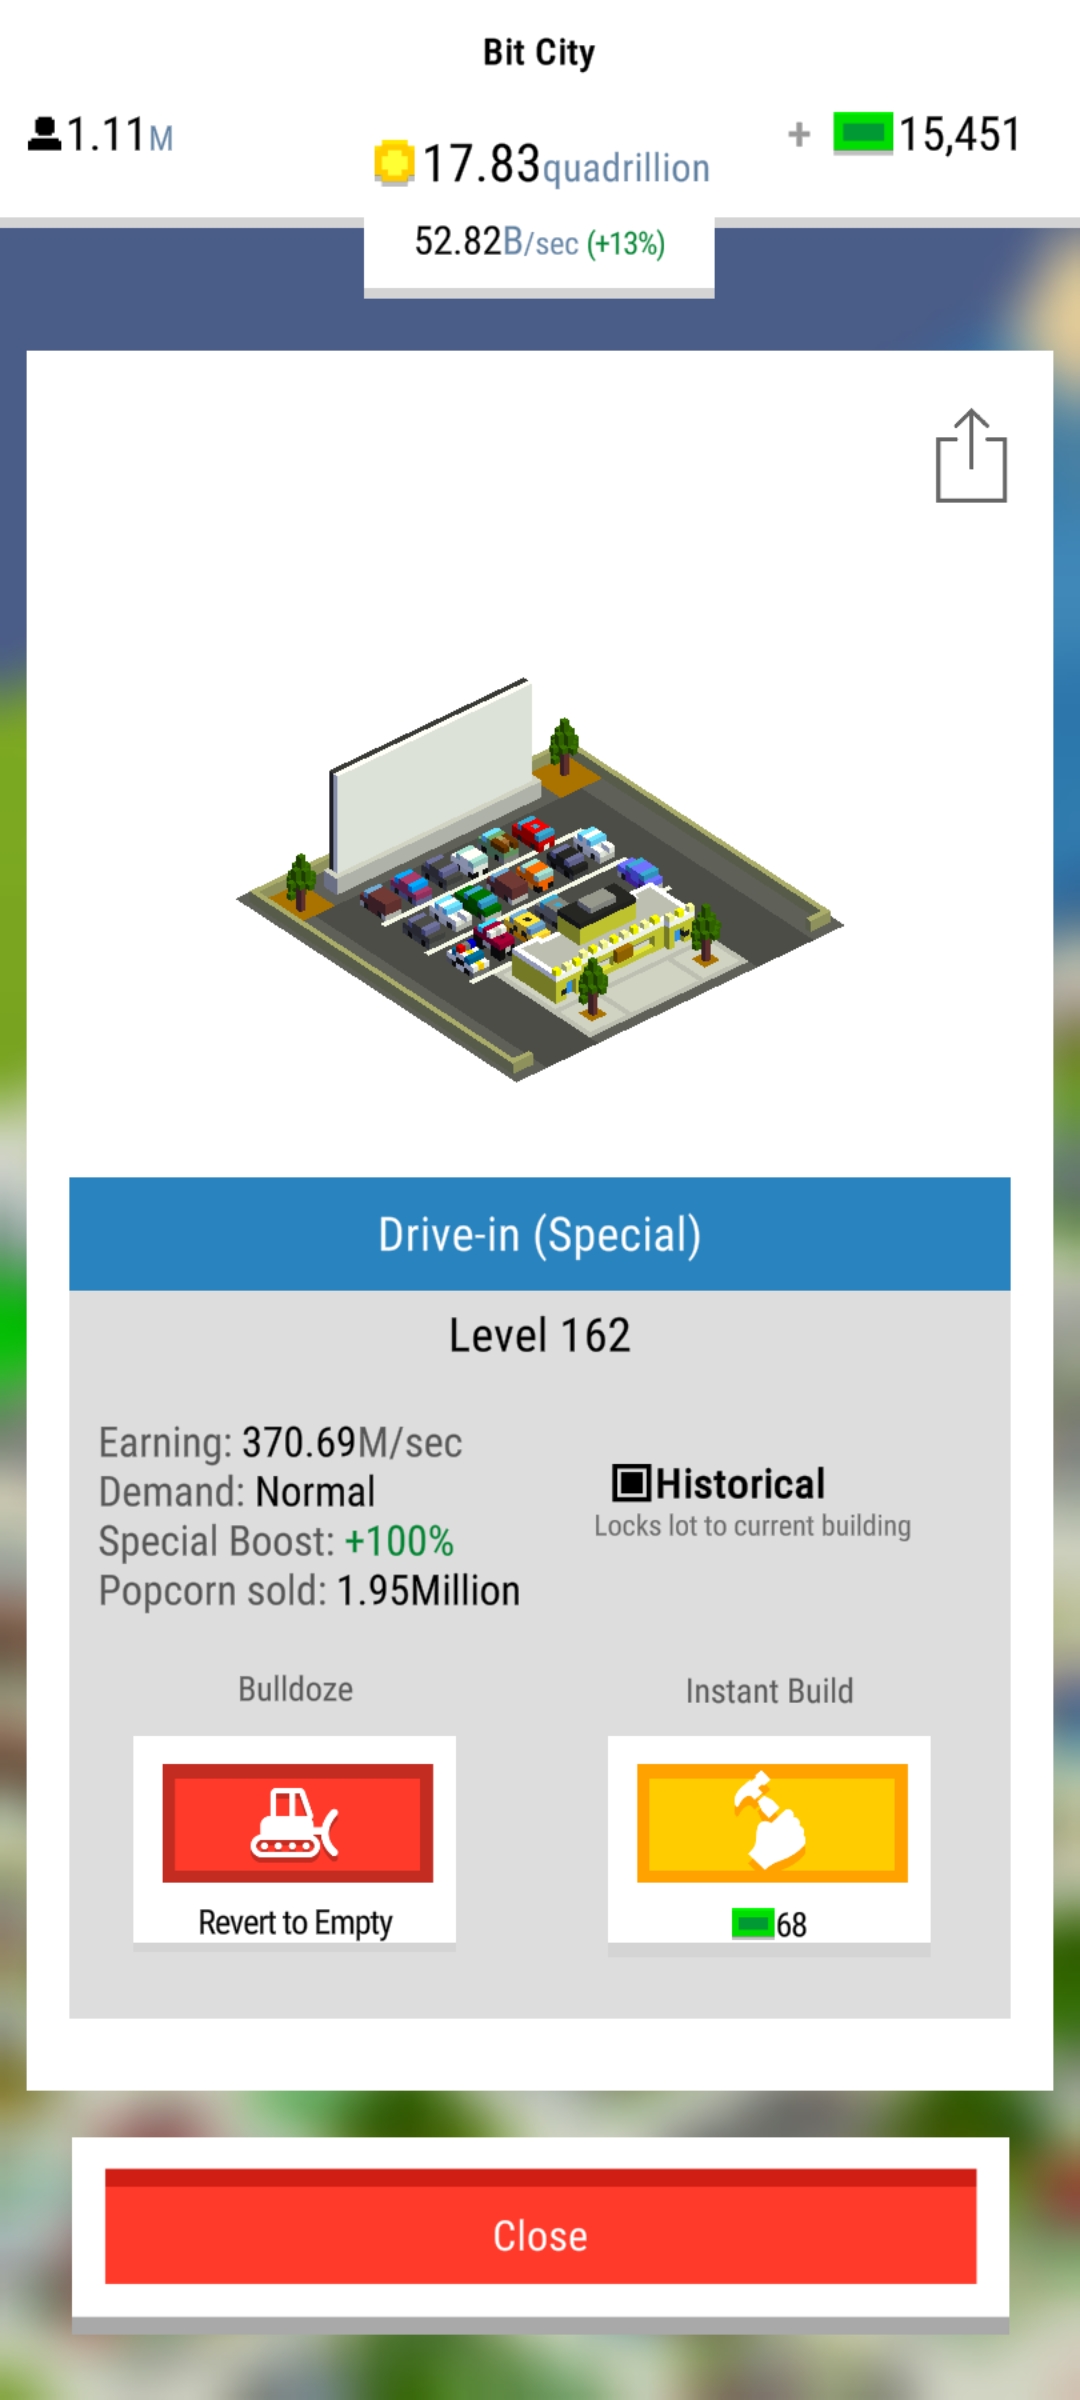 Bit City
1.11M
17.83quadrillion
+ 15,451
52.82B/sec (+13%)
Drive-in (Special)
Level 162
Earning: 370.69M/sec
Demand: Normal
Special Boost: +100%
Popcorn sold: 1.95Million
Historical
Locks lot to current building
Bulldoze
Instant Build
Revert to Empty
68
Close